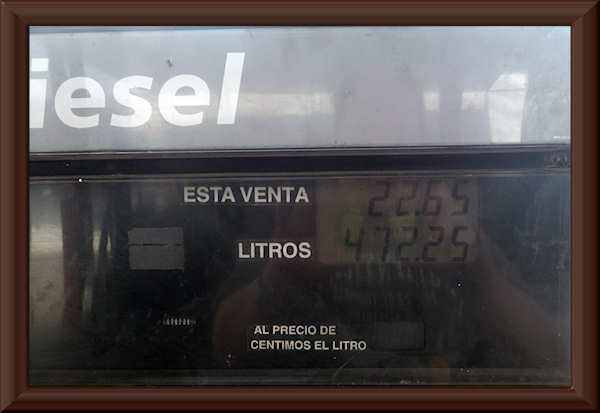 iesel
ESTA VENTA 22.65
LITROS 472.25
AL PRECIO DE
CENTIMOS EL LITRO